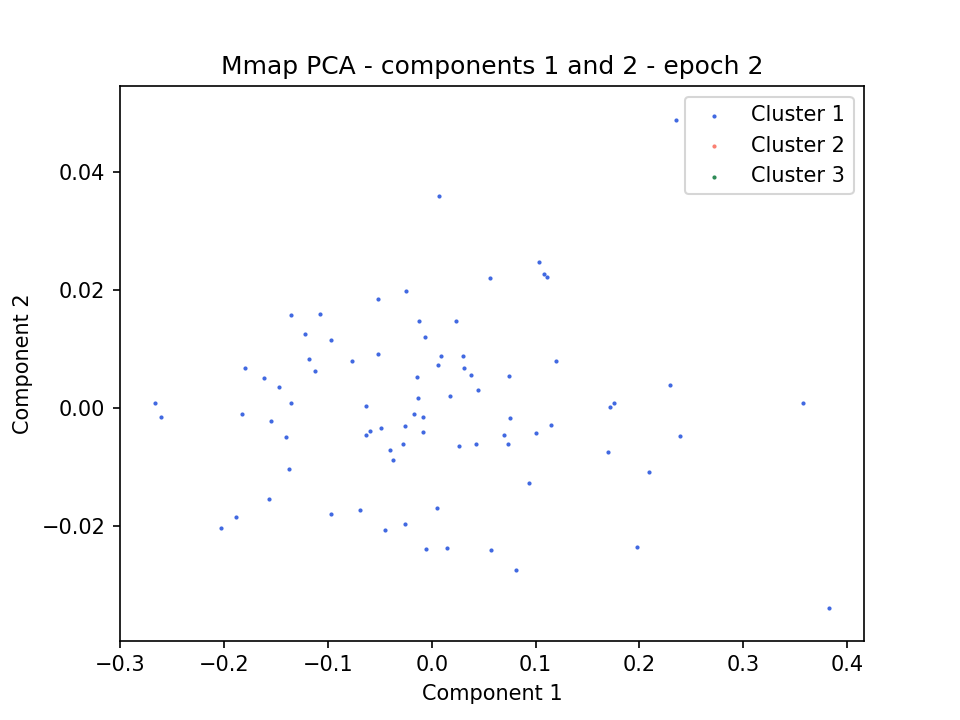 Mmap PCA - components 1 and 2 - epoch 2
Cluster 1
Cluster 2
Cluster 3
0.04
0.02
0.00
−0.02
Component 2
−0.3 −0.2 −0.1 0.0 0.1 0.2 0.3 0.4
Component 1